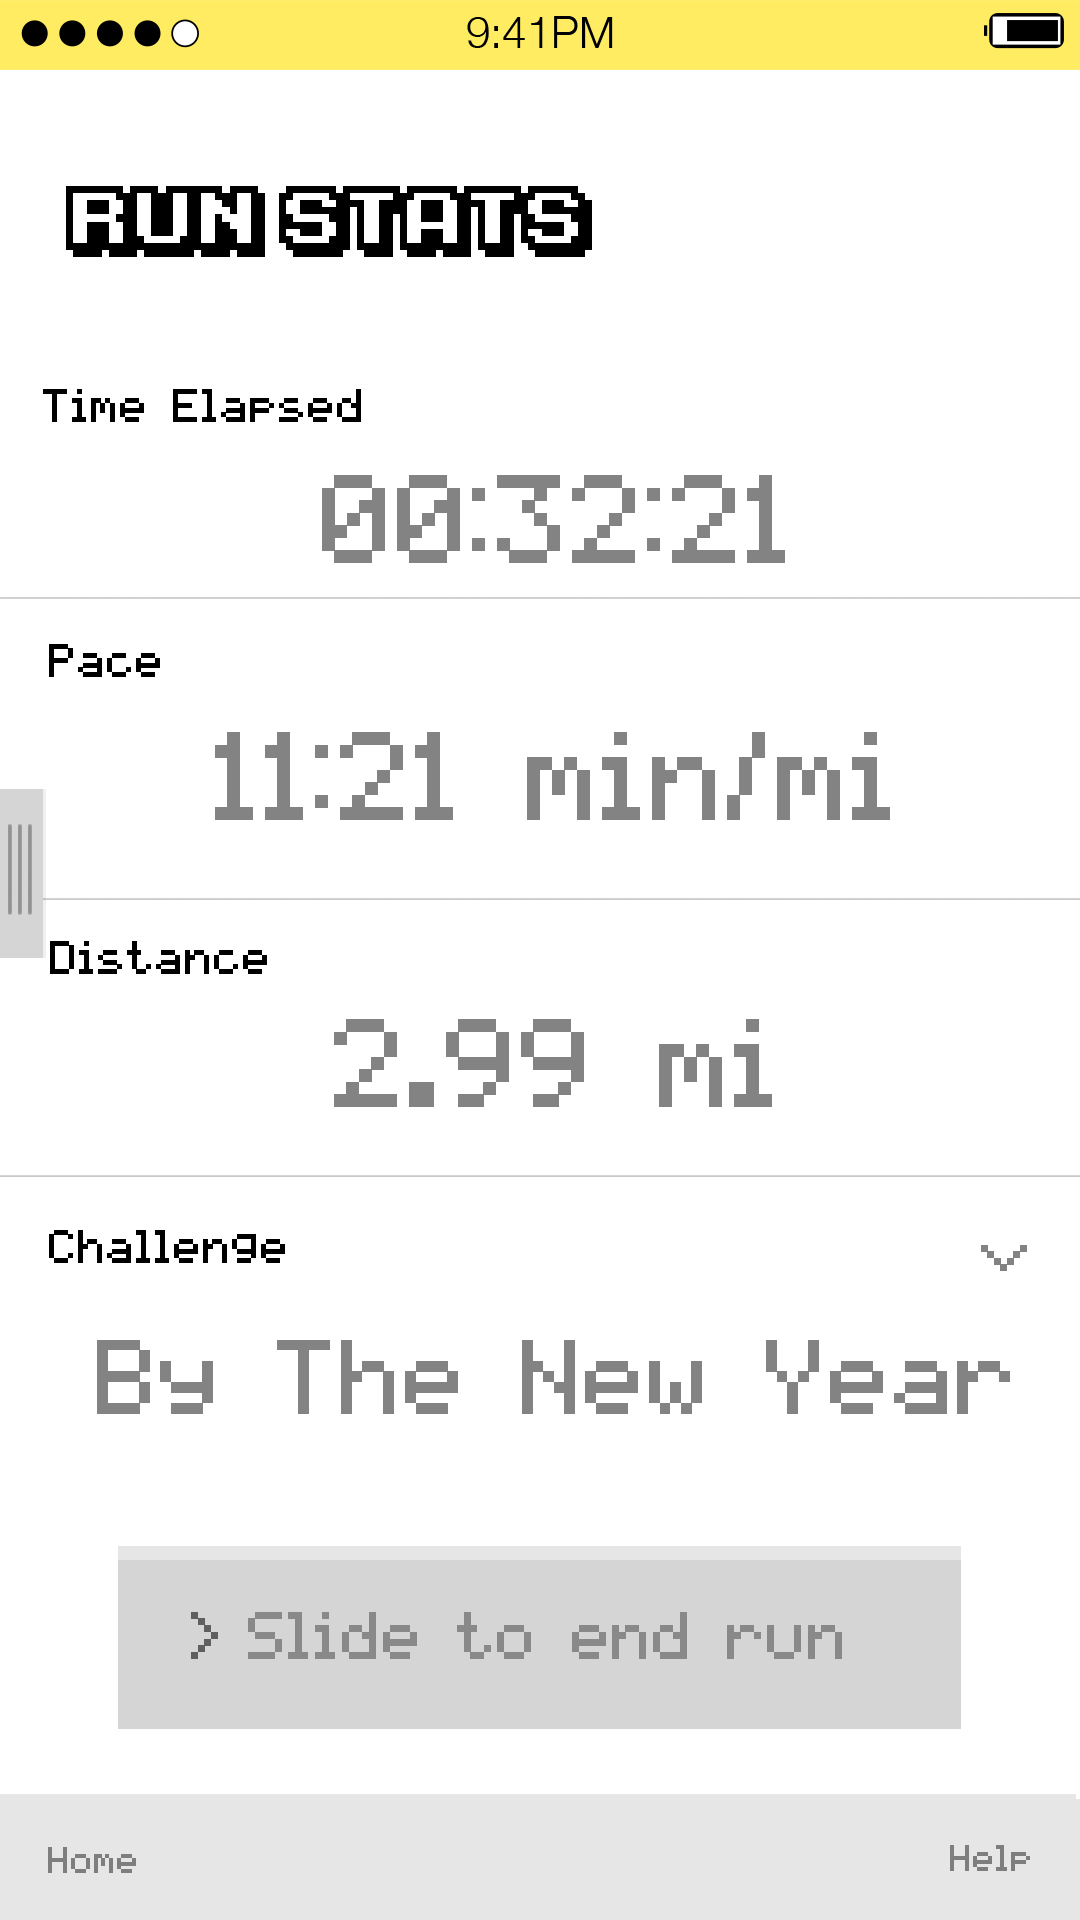 9:41PM
RUN STATS
Time Elapsed
00:32:21
Pace
11:21 min/mi
Distance
2.99 mi
Challenge
By The New Year
> Slide to end run
Home
Help